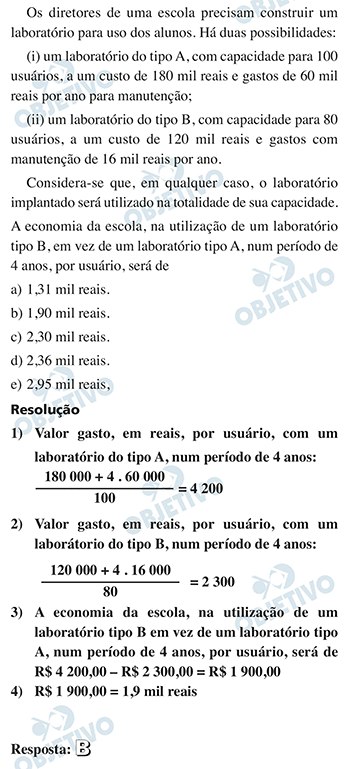 Os diretores de uma escola precisam construir um
laboratório para uso dos alunos. Há duas possibilidades:
(i) um laboratório do tipo A, com capacidade para 100
usuários, a um custo de 180 mil reais e gastos de 60 mil
reais por ano para manutenção;
(ii) um laboratório do tipo B, com capacidade para 80
usuários, a um custo de 120 mil reais e gastos com
manutenção de 16 mil reais por ano.
Considera-se que, em qualquer caso, o laboratório
implantado será utilizado na totalidade de sua capacidade.
A economia da escola, na utilização de um laboratório
tipo B, em vez de um laboratório tipo A, num período de
4 anos, por usuário, será de
a) 1,31 mil reais.
b) 1,90 mil reais.
c) 2,30 mil reais.
d) 2,36 mil reais.
e) 2,95 mil reais,
Resolução
1) Valor gasto, em reais, por usuário, com um
laboratório do tipo A, num período de 4 anos:
180 000 + 4 . 60 000
= 4 200
100
2) Valor gasto, em reais, por usuário, com um
laborátorio do tipo B, num período de 4 anos:
120 000 + 4 . 16 000
= 2 300
80
3) A economia da escola, na utilização de um
laboratório tipo B em vez de um laboratório tipo
A, num período de 4 anos, por usuário, será de
R$ 4 200,00 – R$ 2 300,00 = R$ 1 900,00
4) R$ 1 900,00 = 1,9 mil reais
Resposta: B
OBJETIVO
OBJETIVO
OBJETIVO
OBJETIVO
OBJETIVO
OBJETIVO
OBJETIVO
OBJETIVO
OBJETIVO